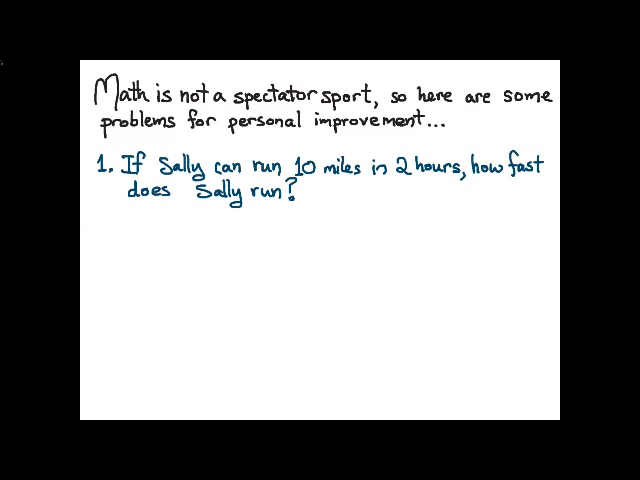 Math is not a spectator sport, so here are some
problems for personal improvement...
1. If Sally can run 10 miles in 2 hours, how fast
does Sally run?